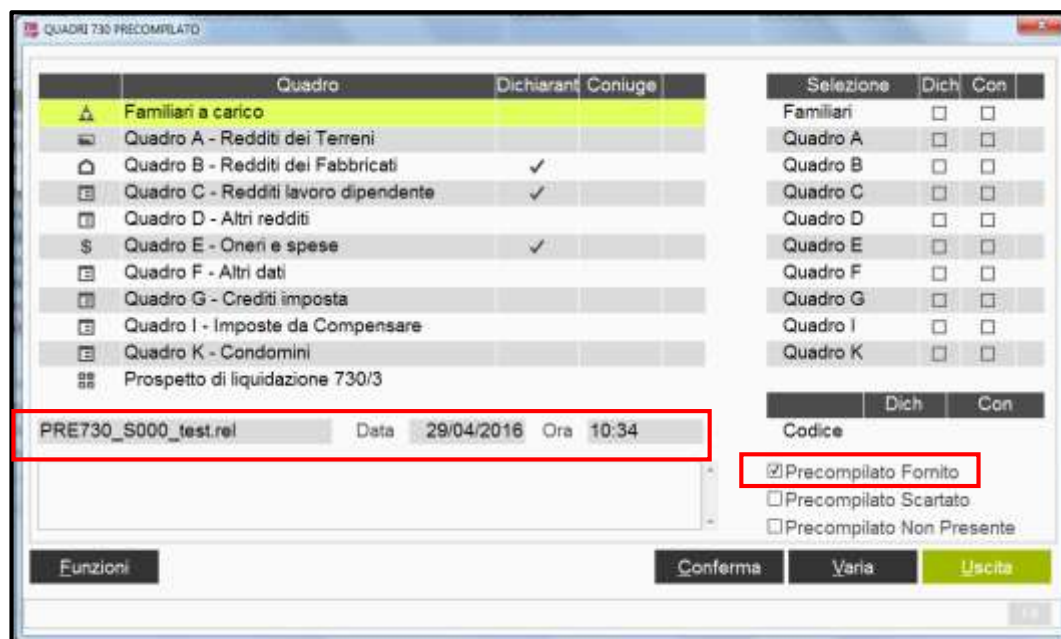 QUADRI 730 PRECOMPILATO
Quadro Dichiarant Coniuge
Familiari a carico
Quadro A - Redditi dei Terreni
Quadro B - Redditi dei Fabbricati
Quadro C - Redditi lavoro dipendente
Quadro D - Altri redditi
$ Quadro E - Oneri e spese
Quadro F - Altri dati
Quadro G - Crediti imposta
Quadro I - Imposte da Compensare
Quadro K - Condomini
Prospetto di liquidazione 730/3
PRE730_S000_test.rel Data 29/04/2016 Ora 10:34
Selezione Dich Con
Familiari
Quadro A
Quadro B
Quadro C
Quadro D
Quadro E
Quadro F
Quadro G
Quadro I
Quadro K
Dich Con
Codice
Precompilato Fornito
Precompilato Scartato
Precompilato Non Presente
Funzioni Conferma Varia Uscita